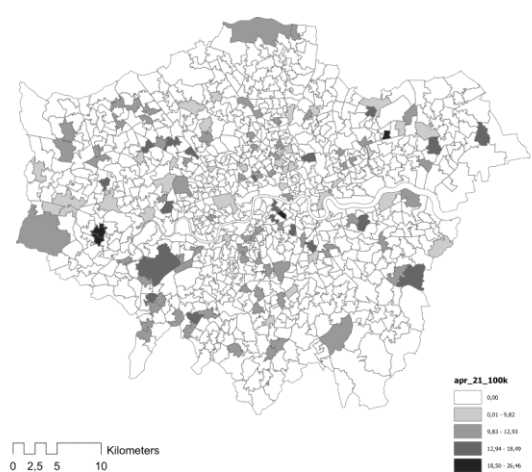 apr_21_100k
0,00
0,01 - 9,82
9,83 - 12,93
12,94 - 18,49
18,50 - 26,46
Kilometers
0 2,5 5 10